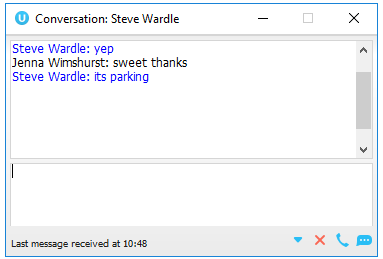 Conversation: Steve Wardle
Steve Wardle: yep
Jenna Wimshurst: sweet thanks
Steve Wardle: its parking
Last message received at 10:48